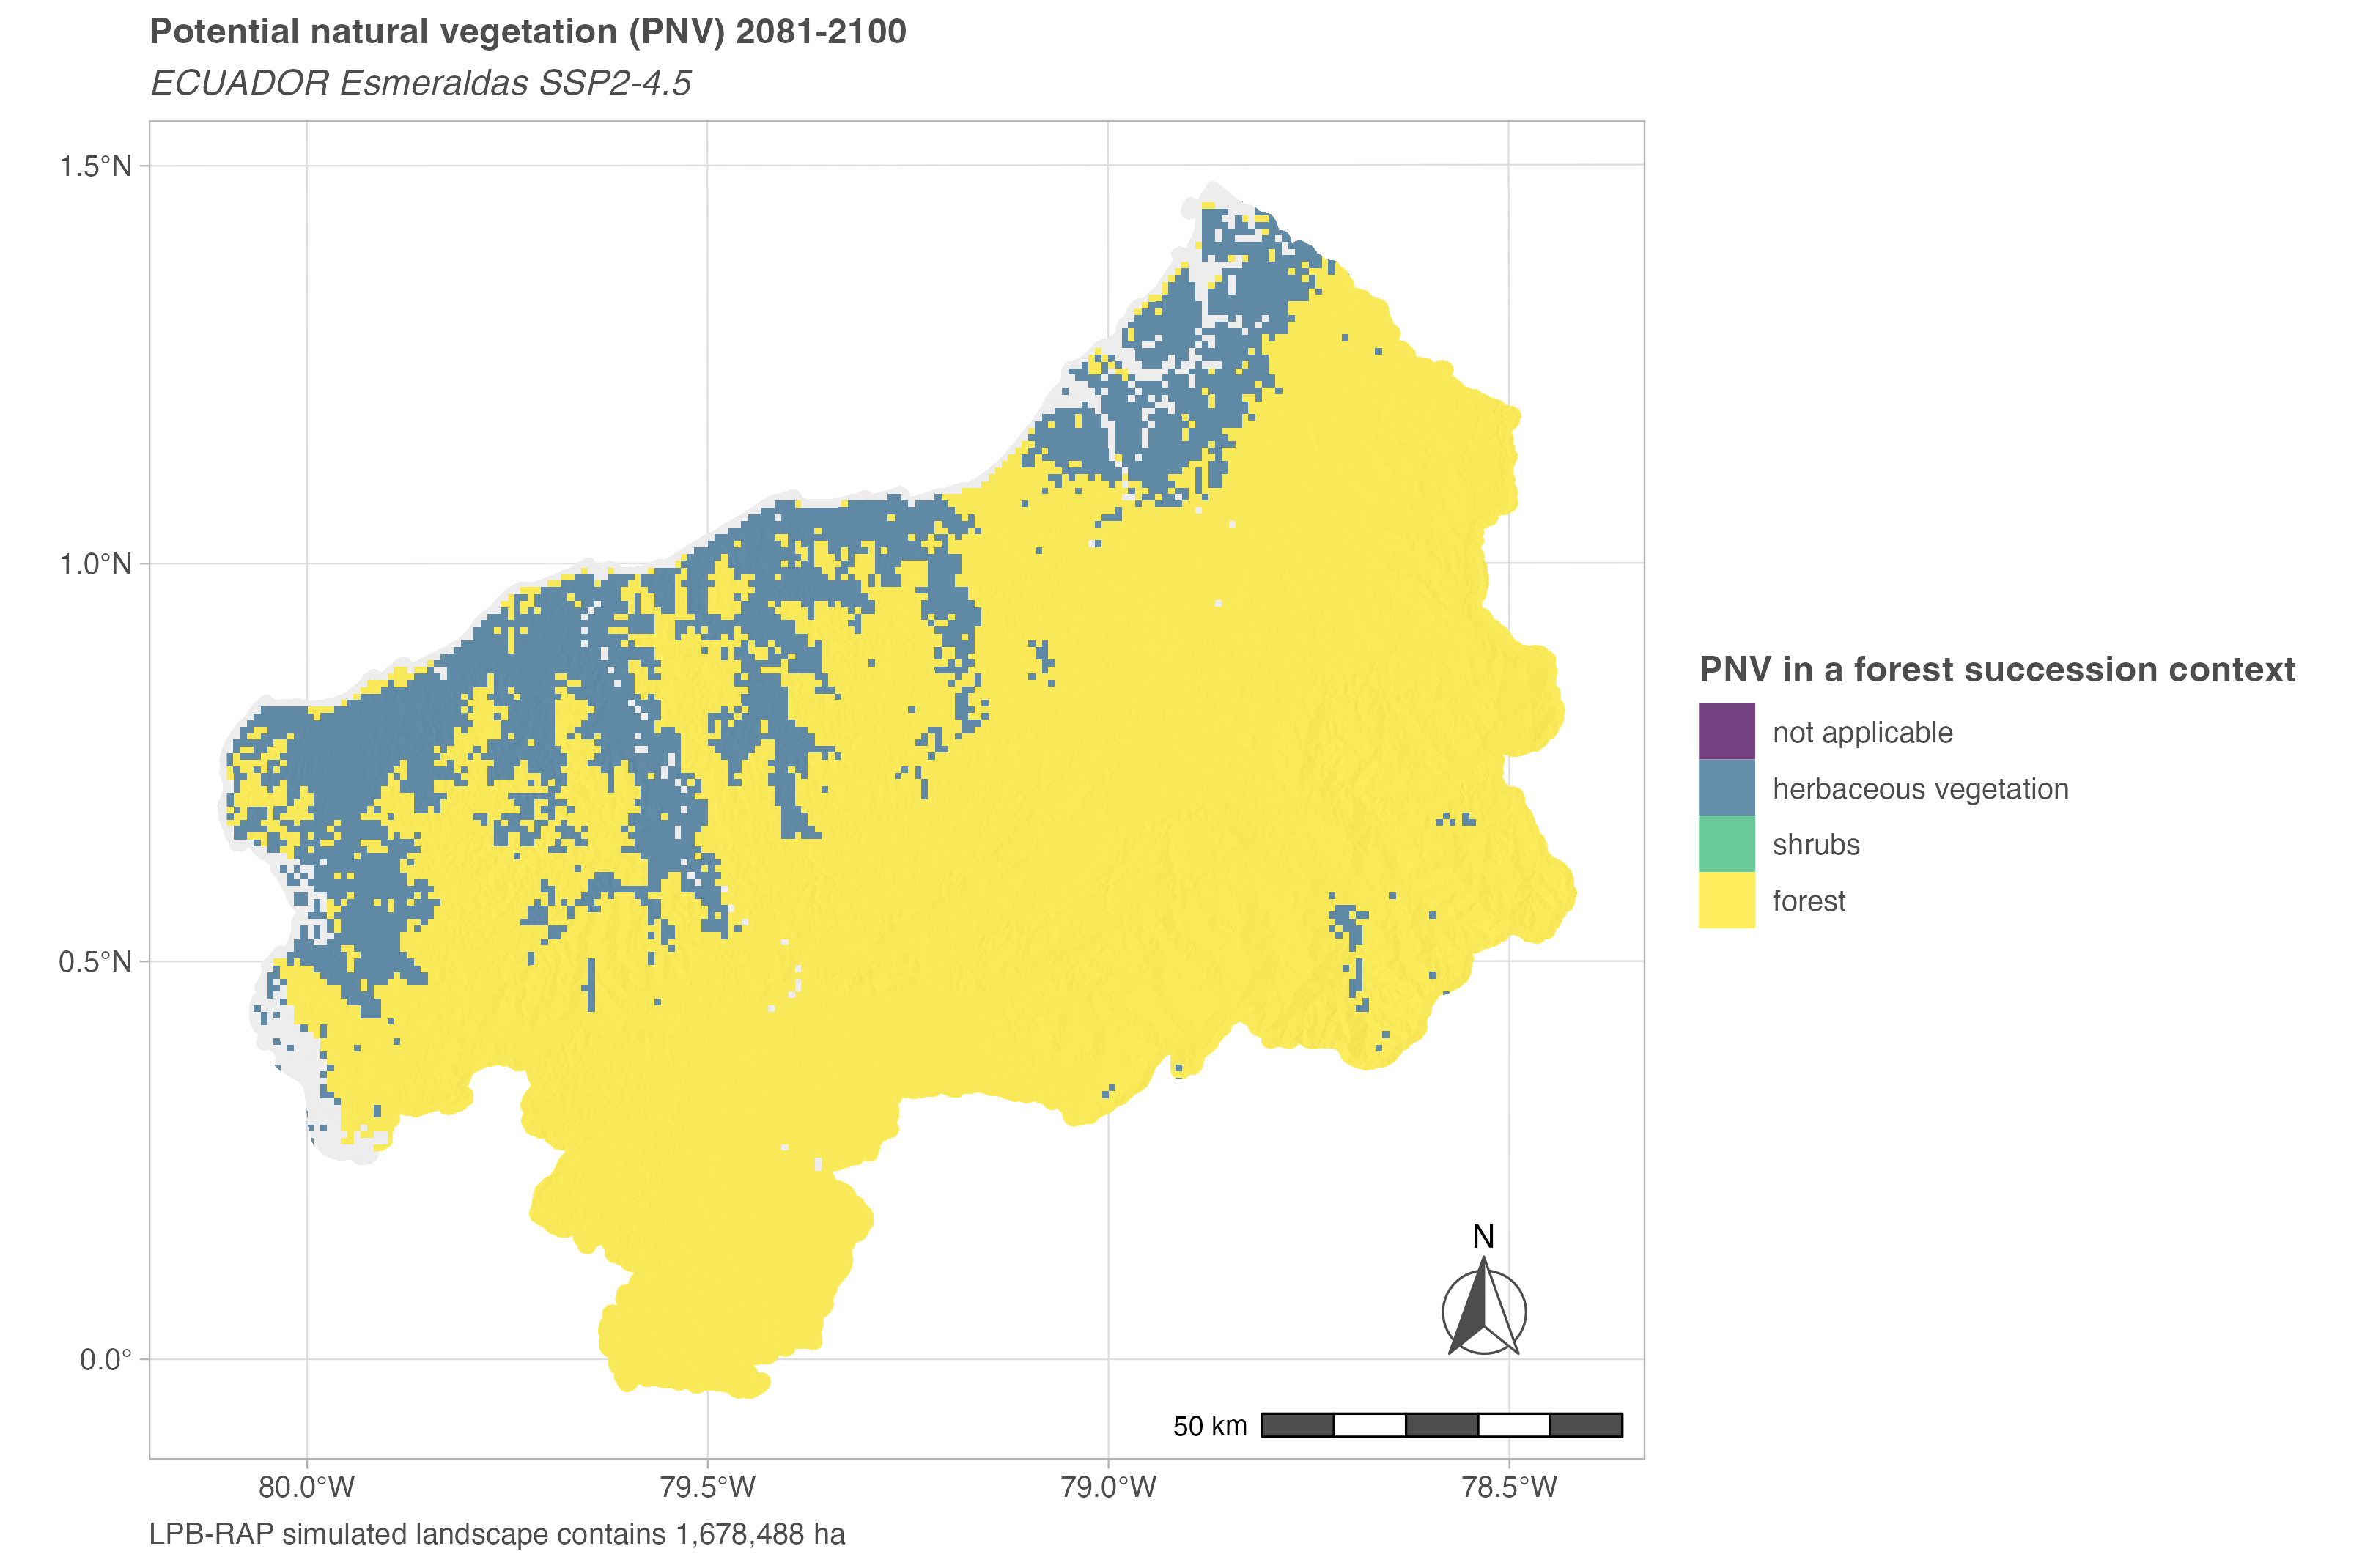 Potential natural vegetation (PNV) 2081-2100
ECUADOR Esmeraldas SSP2-4.5
1.5°N
1.0°N
0.5°N
0.0°
80.0°W
79.5°W
79.0°W
78.5°W
N
50 km
PNV in a forest succession context
not applicable
herbaceous vegetation
shrubs
forest
LPB-RAP simulated landscape contains 1,678,488 ha